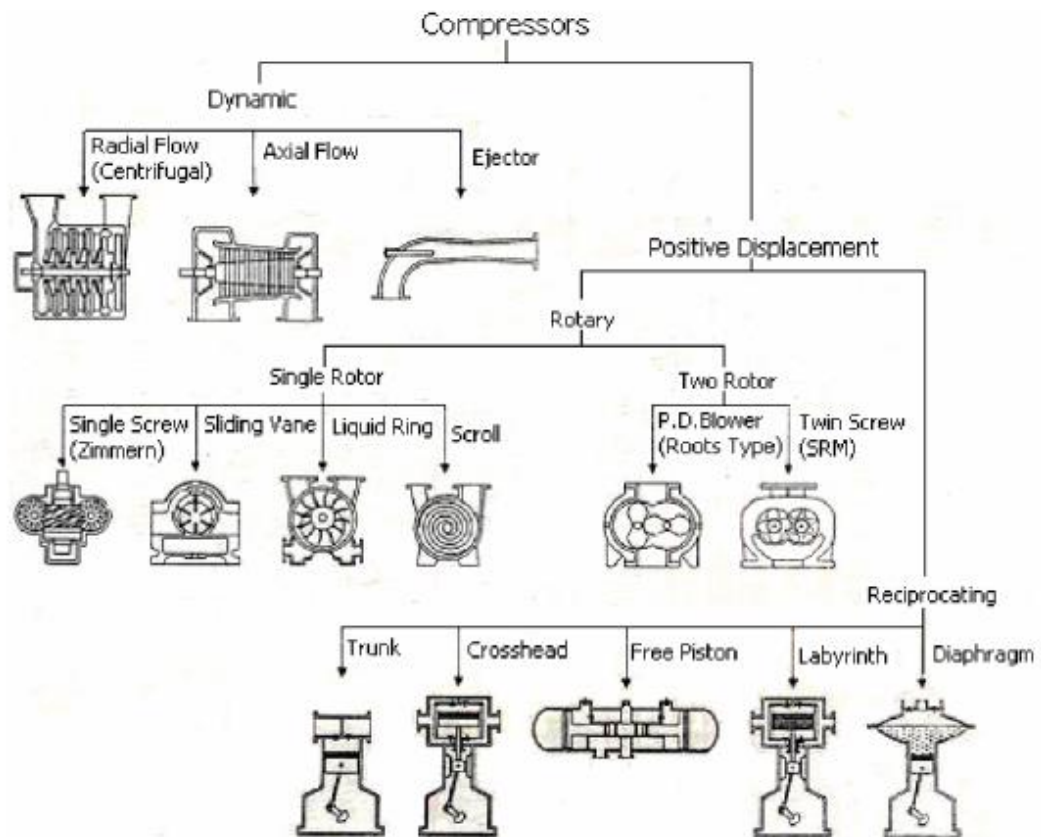 Compressors
Dynamic
Radial Flow
(Centrifugal)
Axial Flow
Ejector
Positive Displacement
Rotary
Single Rotor
Two Rotor
Single Screw
(Zimmern)
Sliding Vane
Liquid Ring
Scroll
P.D.Blower
(Roots Type)
Twin Screw
(SRM)
Reciprocating
Trunk
Crosshead
Free Piston
Labyrinth
Diaphragm